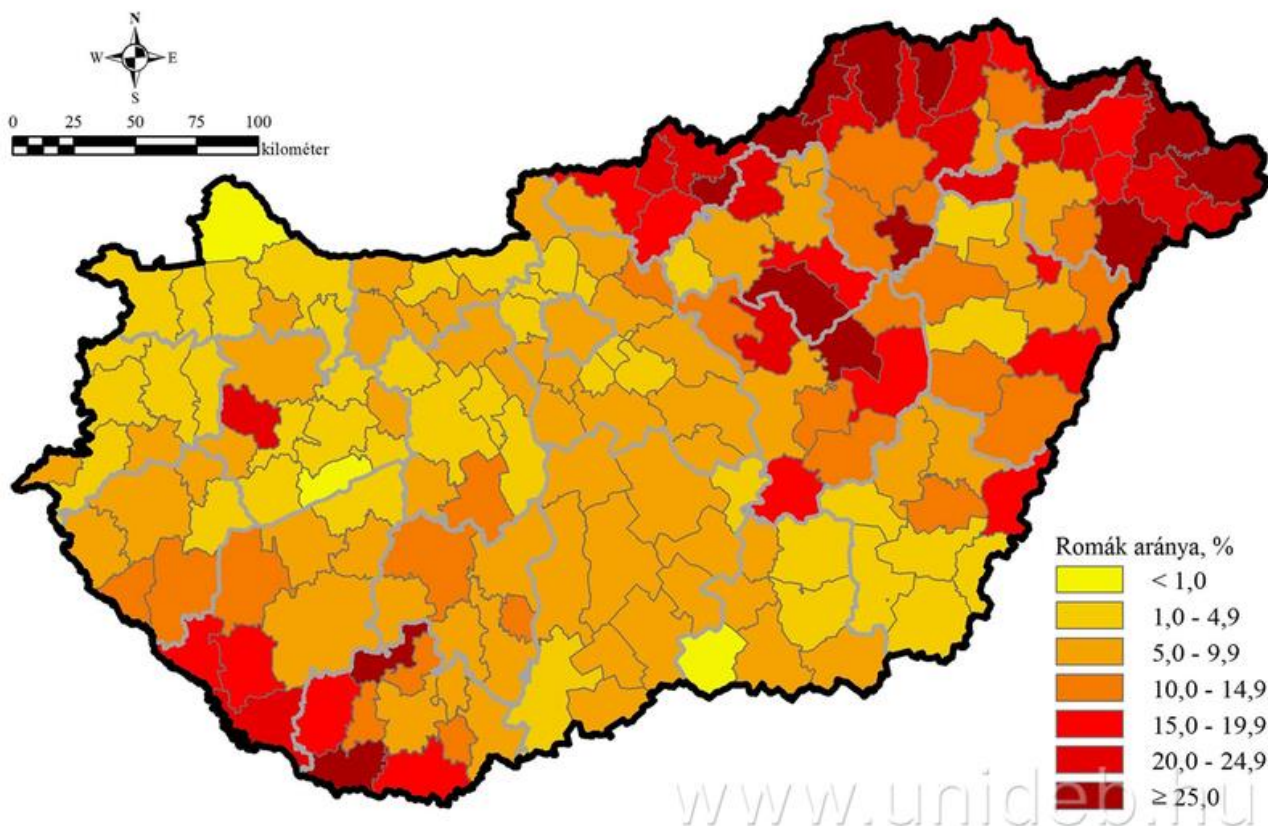 N
W E
S
0 25 50 75 100
kilométer
Romák aránya, %
< 1,0
1,0 - 4,9
5,0 - 9,9
10,0 - 14,9
15,0 - 19,9
20,0 - 24,9
≥ 25,0
www.unideb.hu